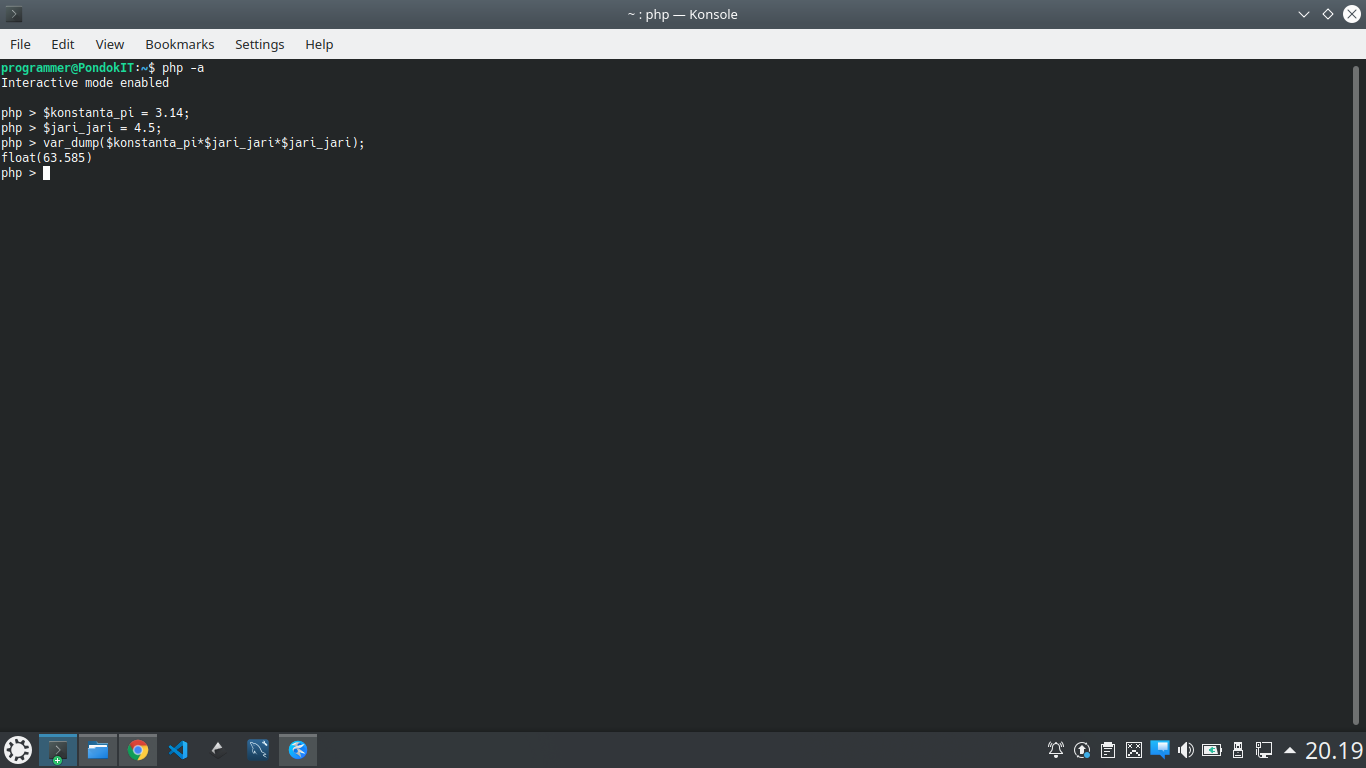 ~ : php — Konsole
File Edit View Bookmarks Settings Help
programmer@PondokIT:~$ php -a
Interactive mode enabled
php > $konstanta_pi = 3.14;
php > $jari_jari = 4.5;
php > var_dump($konstanta_pi*$jari_jari*$jari_jari);
float(63.585)
php >
20.19